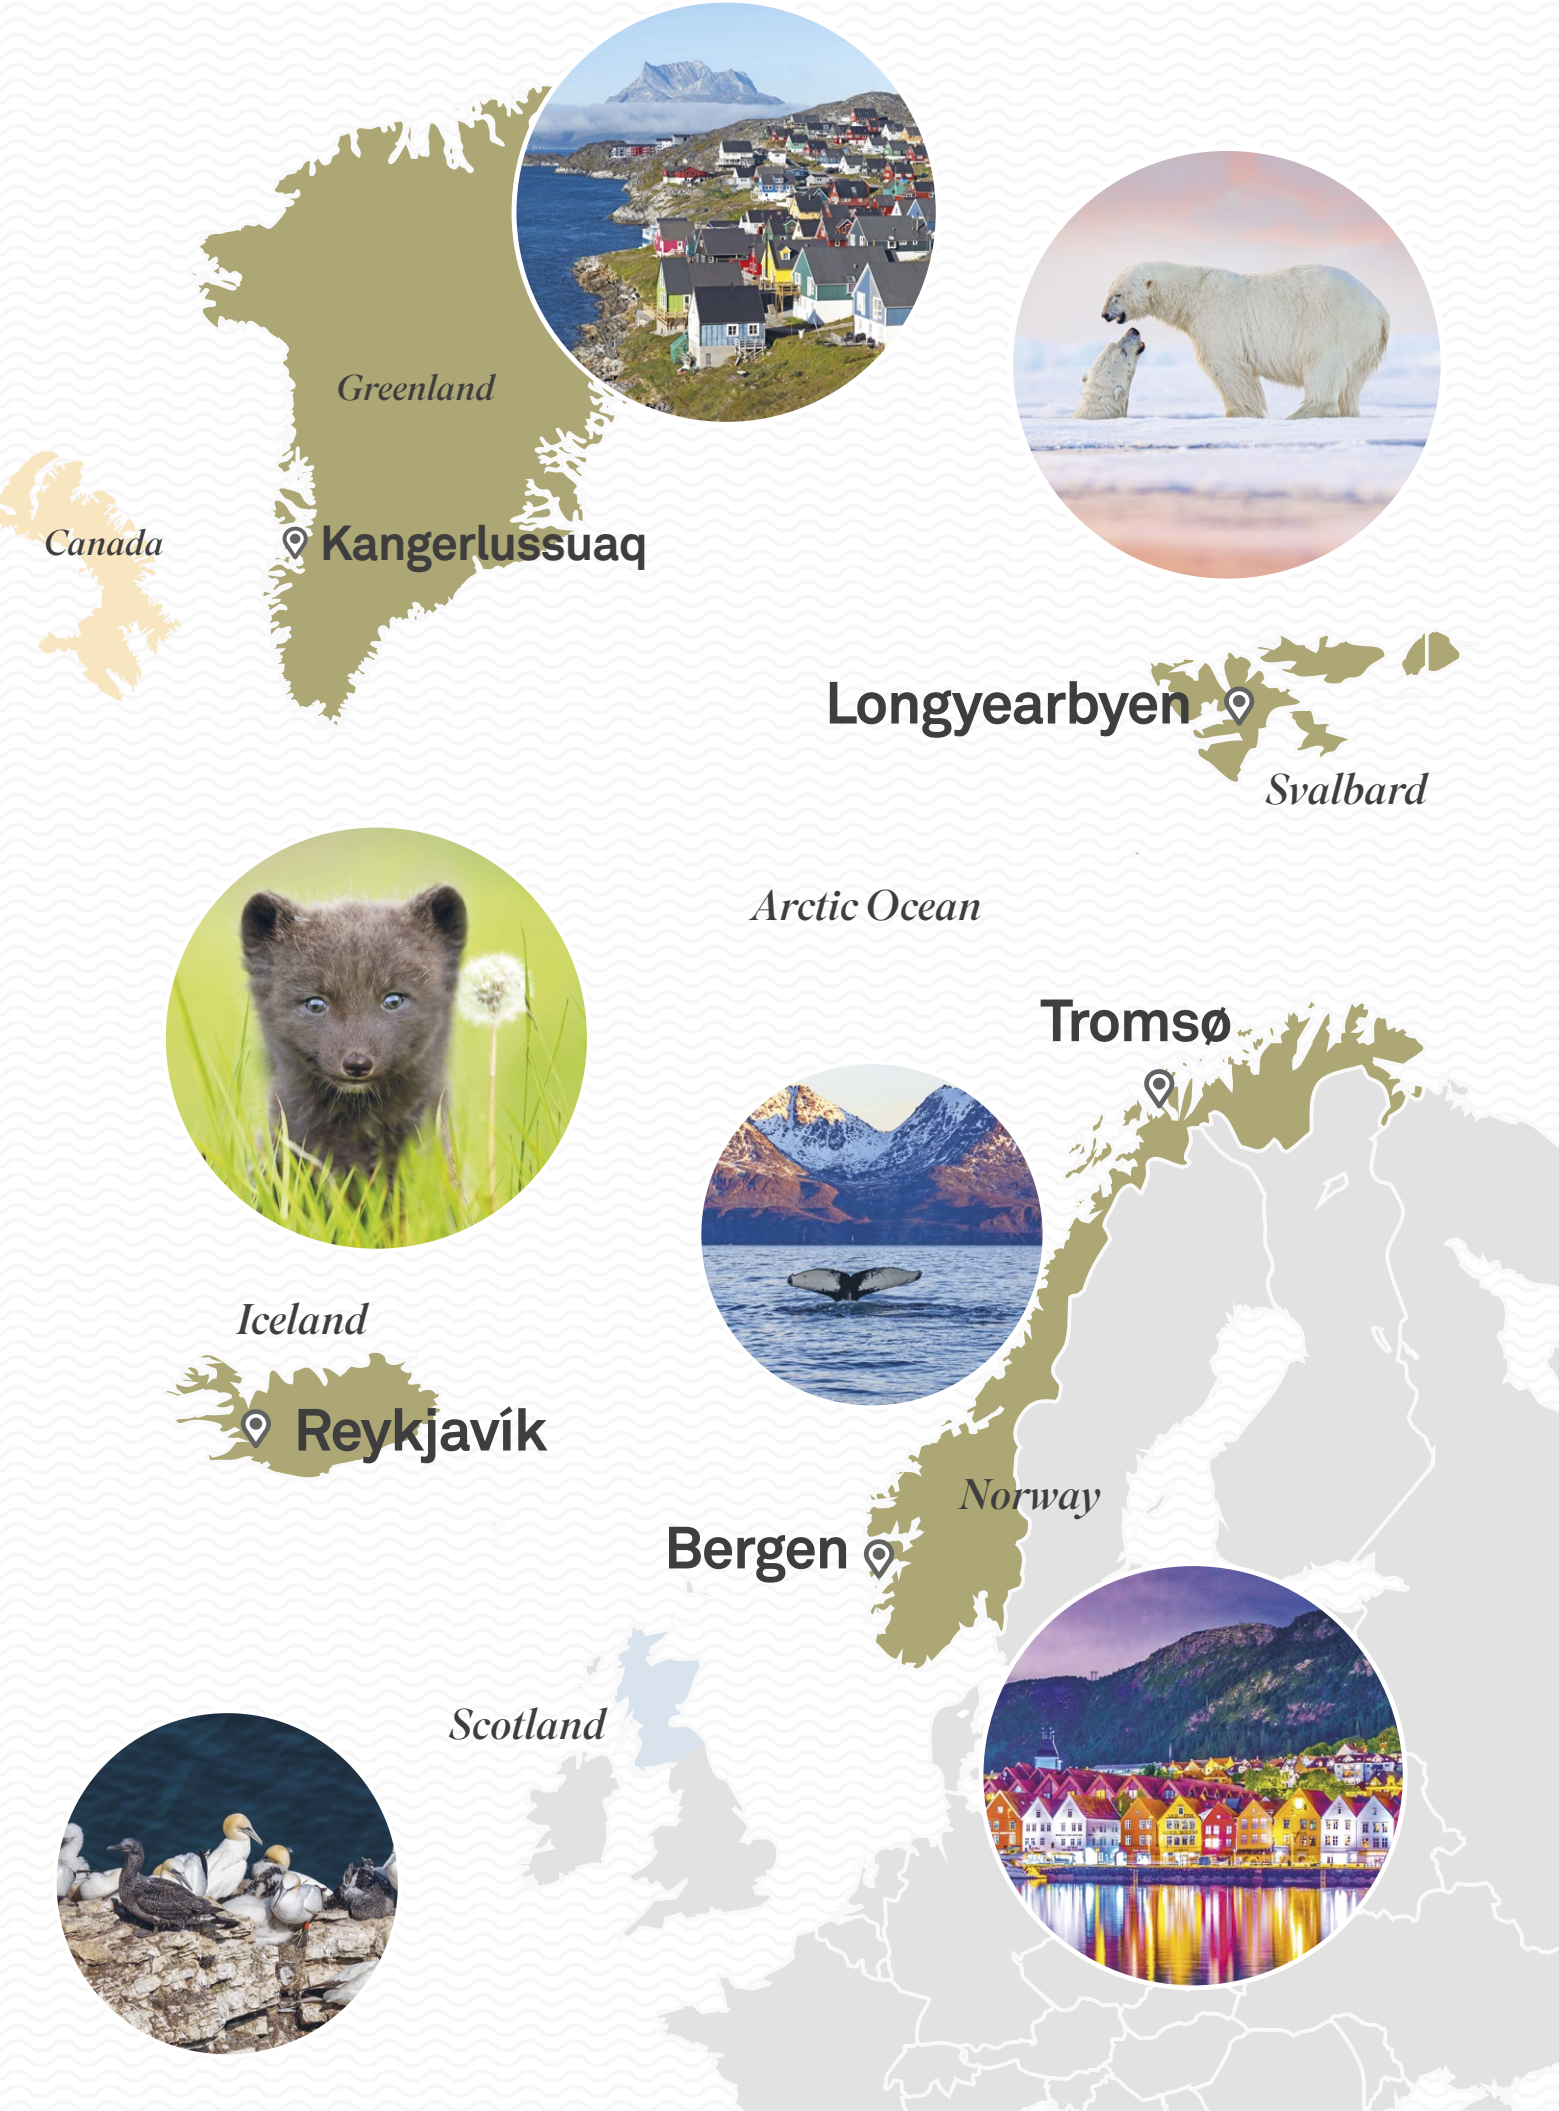 Greenland
Canada
Kangerlussuaq
Longyearbyen
Svalbard
Arctic Ocean
Tromsø
Iceland
Reykjavík
Norway
Bergen
Scotland